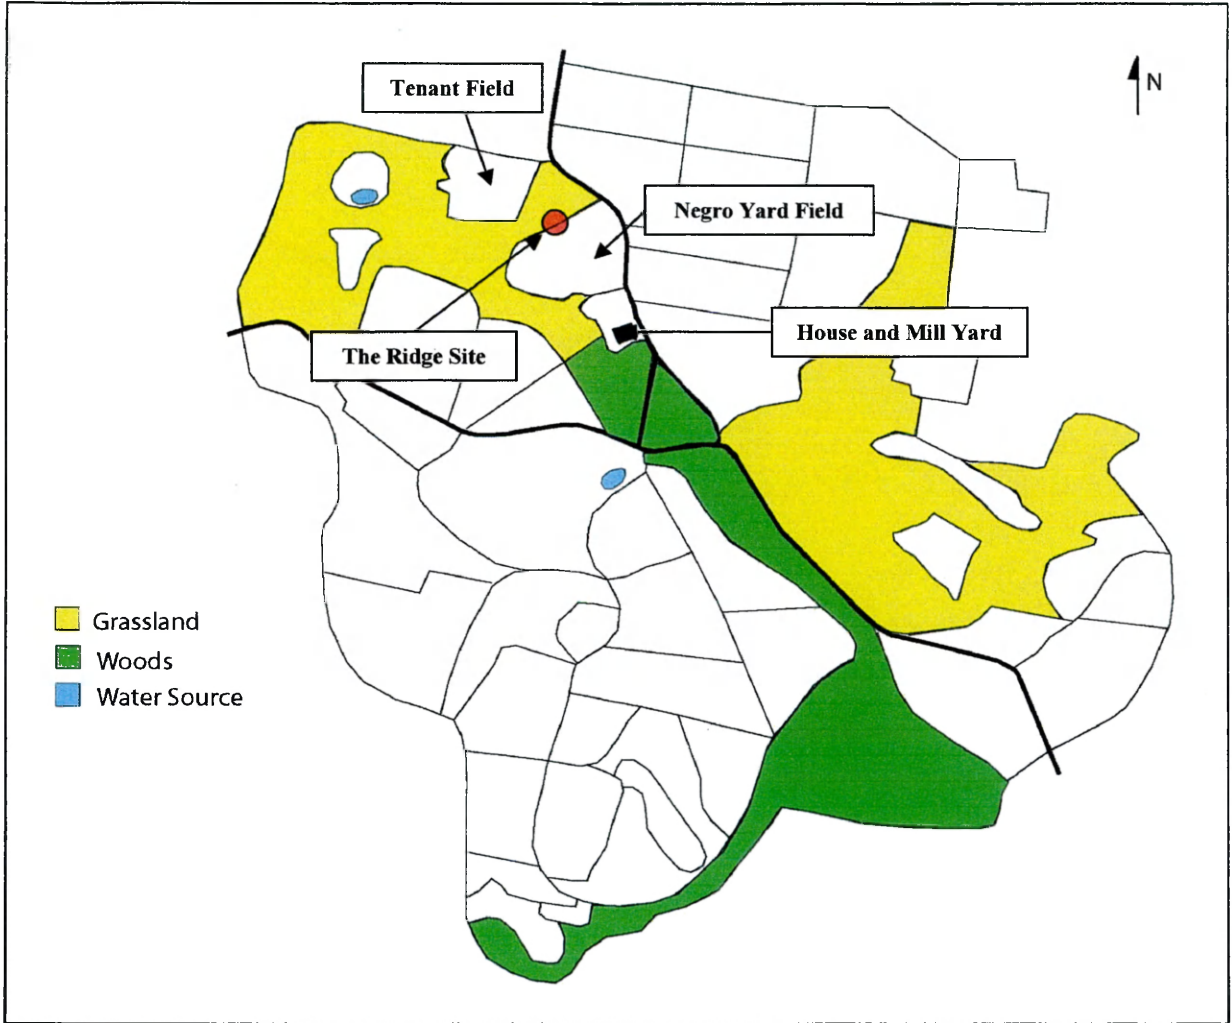 N
Tenant Field
Negro Yard Field
House and Mill Yard
The Ridge Site
Grassland
Woods
Water Source